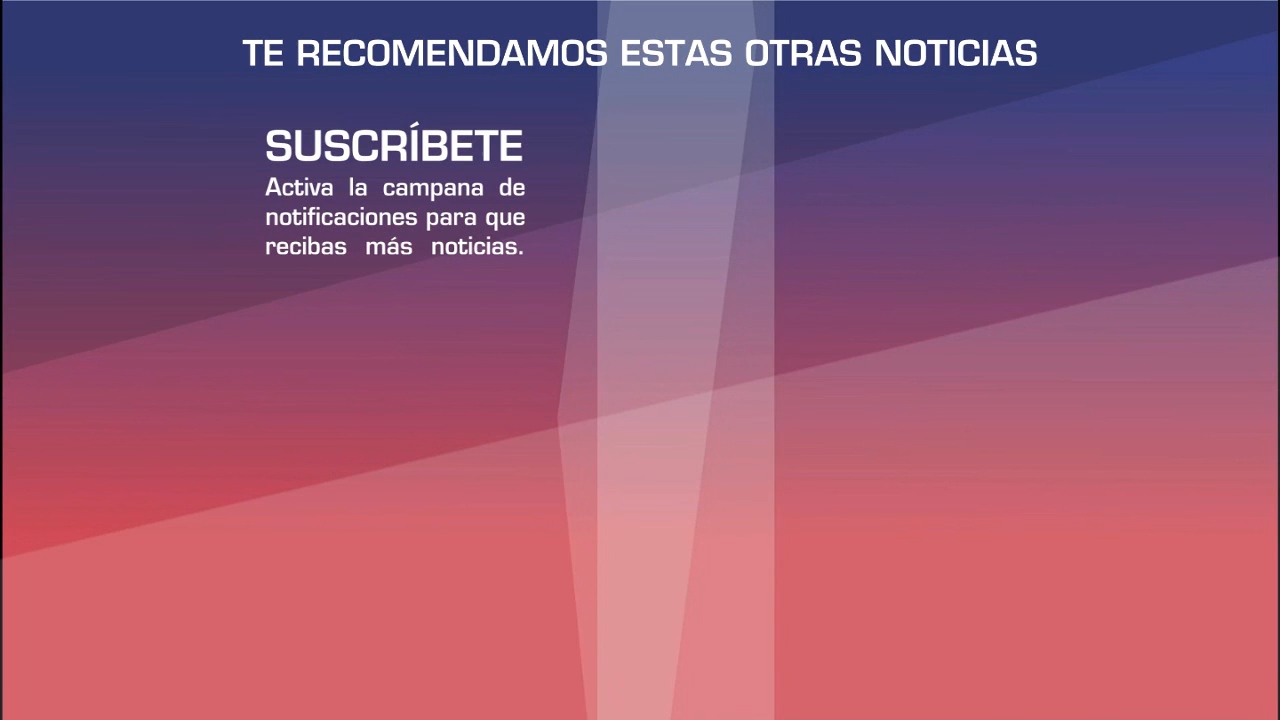 TE RECOMENDAMOS ESTAS OTRAS NOTICIAS
SUSCRÍBETE
Activa la campana de
notificaciones para que
recibas más noticias.